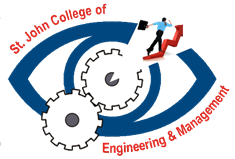 St. John College of
Engineering & Management